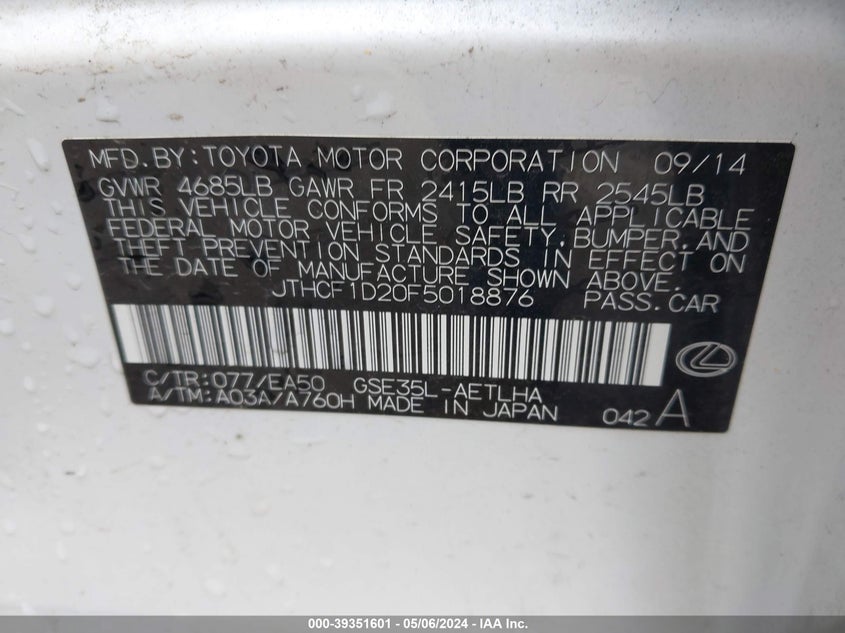 MFD.BY:TOYOTA MOTOR CORPORATION 09/14
GVWR 4685LB GAWR FR 2415LB RR 2545LB
THIS VEHICLE CONFORMS TO ALL APPLICABLE
FEDERAL MOTOR VEHICLE SAFETY,BUMPER,AND
THEFT PREVENTION STANDARDS IN EFFECT ON
THE DATE OF MANUFACTURE SHOWN ABOVE.
JTHCF1D20F5018876 PASS.CAR
C/TR:077/EA50 GSE35L-AETLHA
A/TM:A03A/A760H MADE IN JAPAN 042 A
000-39351601 - 05/06/2024 - IAA Inc.